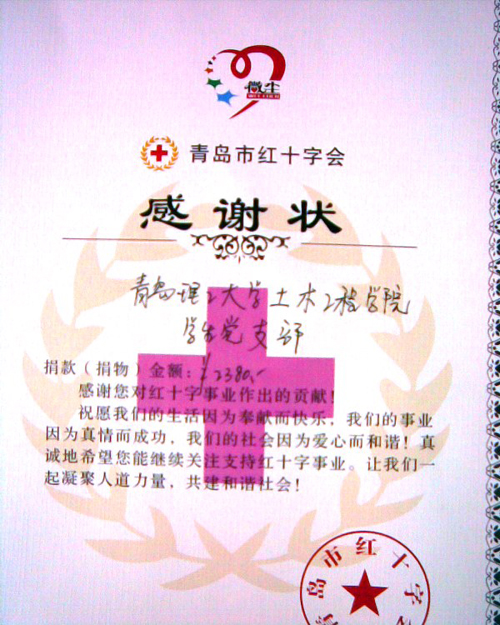 微尘
青岛市红十字会
感谢状
青岛理工大学土木工程学院
学生党支部
捐款（捐物）金额：¥2380.-
感谢您对红十字事业作出的贡献！
祝愿我们的生活因为奉献而快乐，我们的事业
因为真情而成功，我们的社会因为爱心而和谐！真
诚地希望您能继续关注支持红十字事业。让我们一
起凝聚人道力量，共建和谐社会！
青岛市红十字会